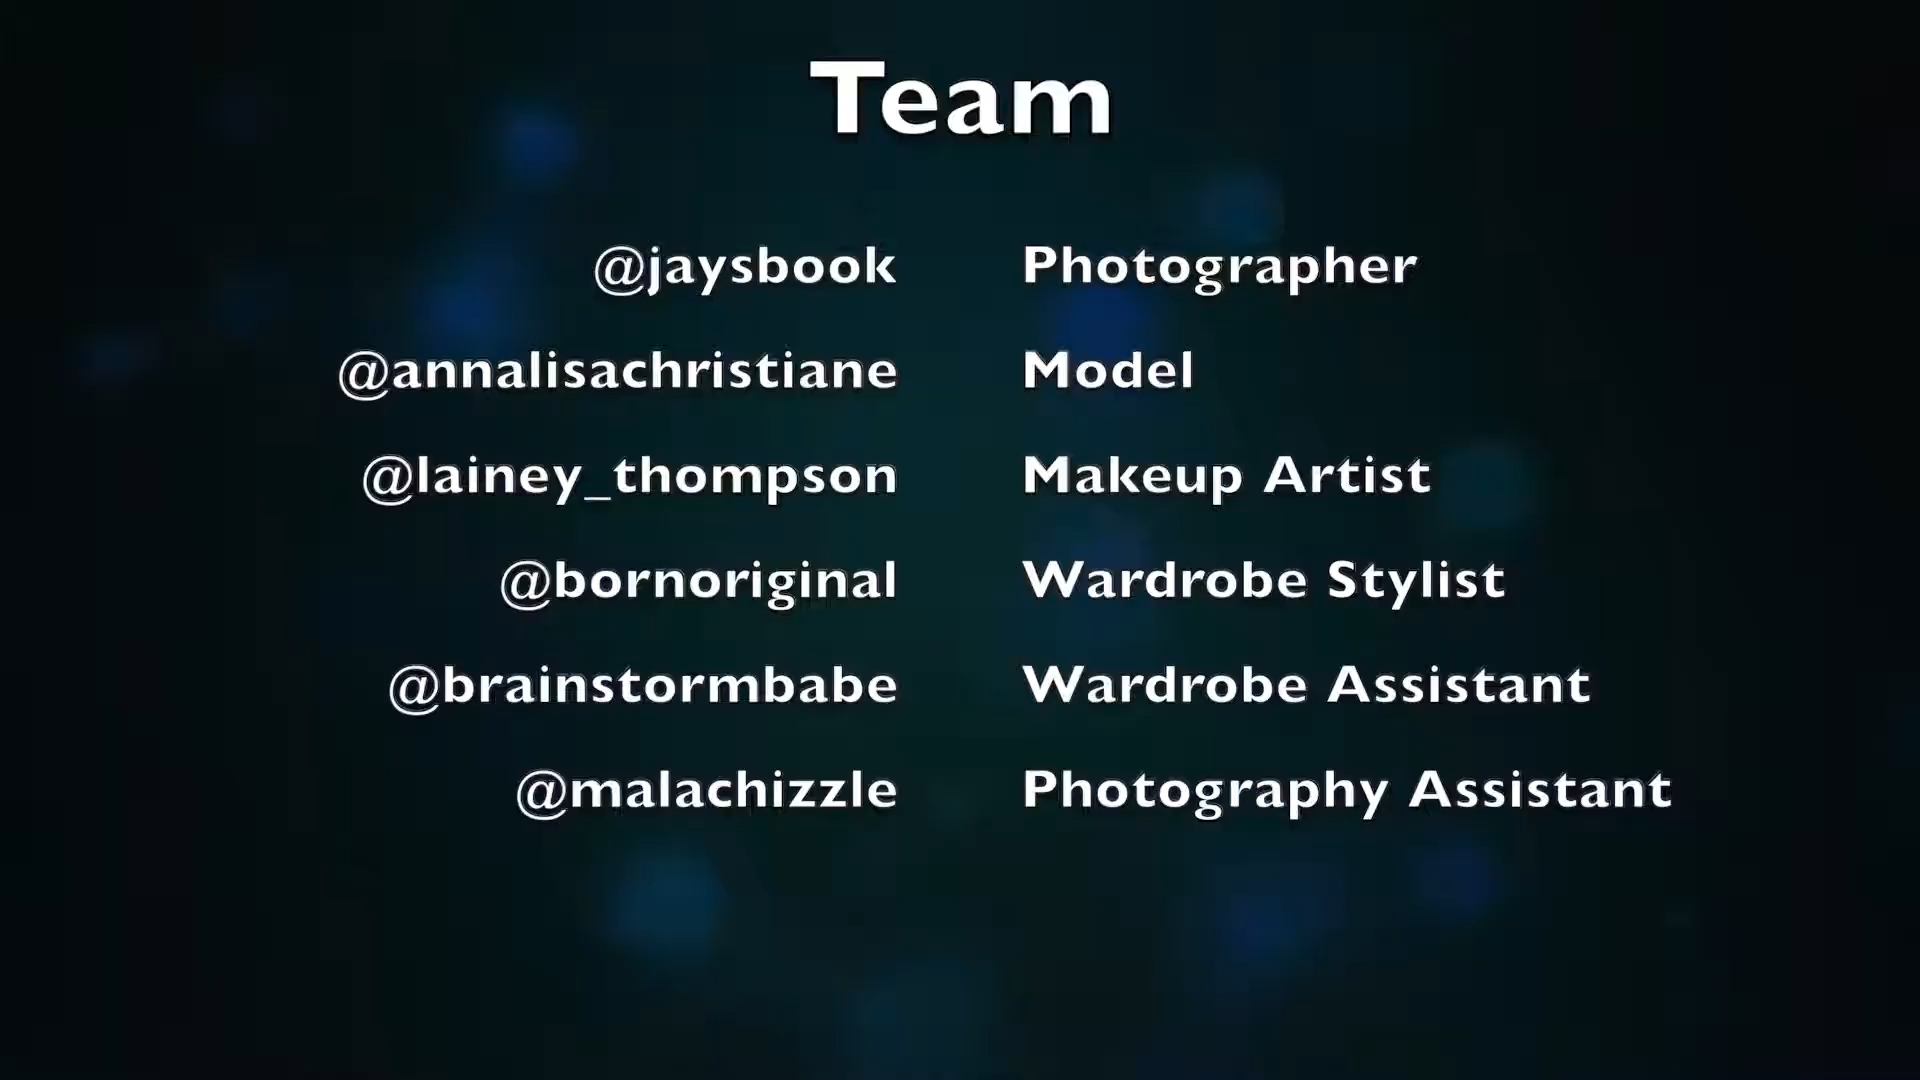 Team
@jaysbook Photographer
@annalisachristiane Model
@lainey_thompson Makeup Artist
@bornoriginal Wardrobe Stylist
@brainstormbabe Wardrobe Assistant
@malachizzle Photography Assistant